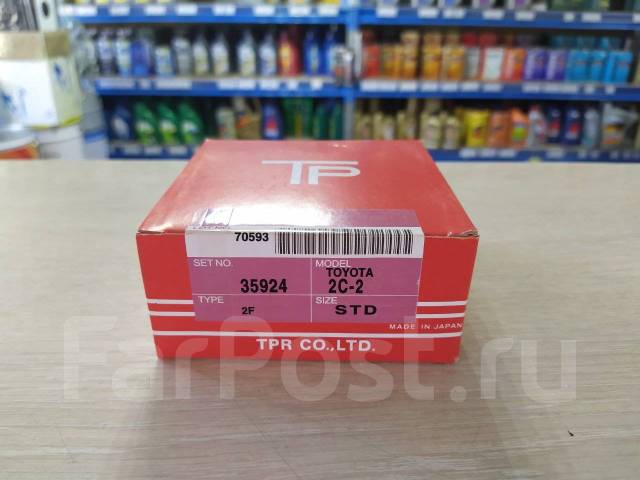 TP
70593
SET NO.
35924
MODEL
TOYOTA
2C-2
TYPE
2F
SIZE
STD
MADE IN JAPAN
TPR CO.,LTD.
FarPost.ru